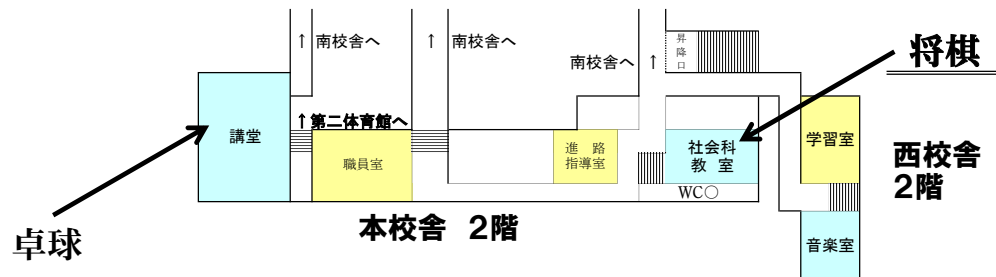 ↑南校舎へ
↑南校舎へ
南校舎へ↑
昇降口
将棋
↑第二体育館へ
講堂
職員室
進路
指導室
社会科
教室
学習室
西校舎
2階
WC○
本校舎 2階
卓球
音楽室